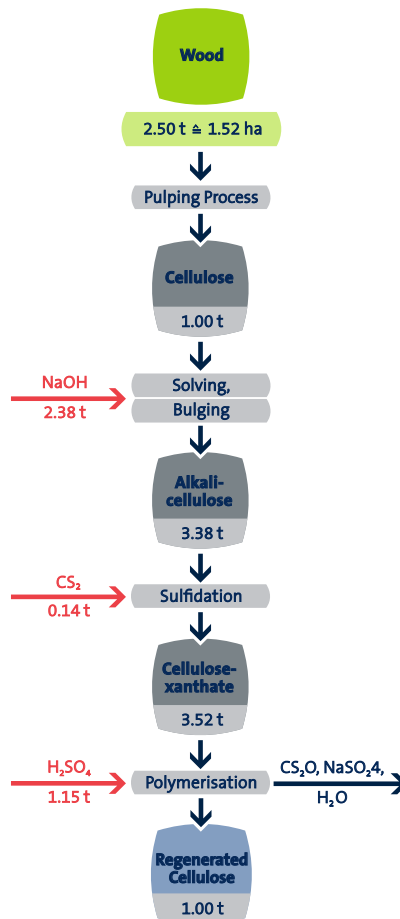 Wood
2.50 t ≙ 1.52 ha
Pulping Process
Cellulose
1.00 t
NaOH
2.38 t
Solving,
Bulging
Alkali-
cellulose
3.38 t
CS₂
0.14 t
Sulfidation
Cellulose-
xanthate
3.52 t
H₂SO₄
1.15 t
Polymerisation
CS₂O, NaSO₂4,
H₂O
Regenerated
Cellulose
1.00 t